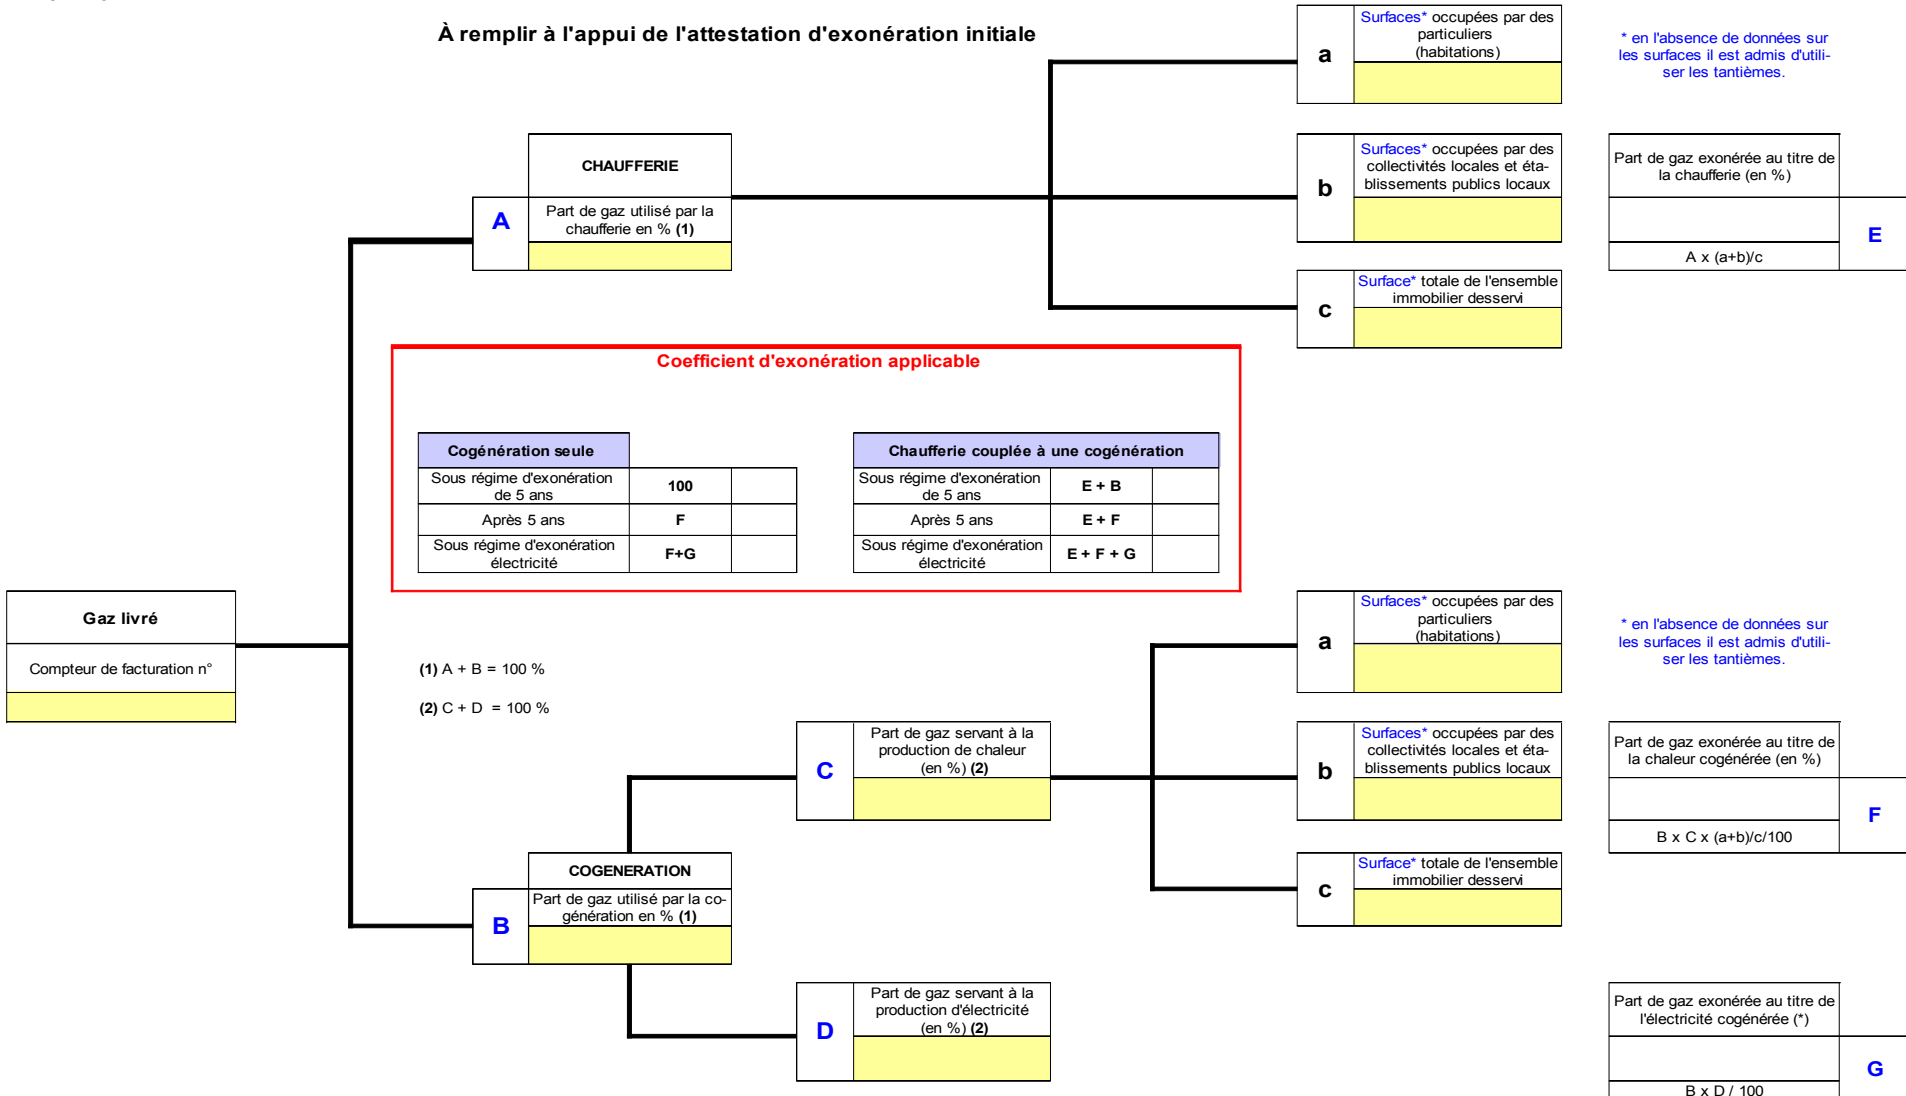 À remplir à l'appui de l'attestation d'exonération initiale
a
Surfaces* occupées par des
particuliers
(habitations)
* en l'absence de données sur
les surfaces il est admis d'utili-
ser les tantièmes.
CHAUFFERIE
A
Part de gaz utilisé par la
chaufferie en % (1)
b
Surfaces* occupées par des
collectivités locales et éta-
blissements publics locaux
Part de gaz exonérée au titre de
la chaufferie (en %)
E
A x (a+b)/c
c
Surface* totale de l'ensemble
immobilier desservi
Coefficient d'exonération applicable
Cogénération seule
Sous régime d'exonération
de 5 ans
100
Après 5 ans
F
Sous régime d'exonération
électricité
F+G
Chaufferie couplée à une cogénération
Sous régime d'exonération
de 5 ans
E + B
Après 5 ans
E + F
Sous régime d'exonération
électricité
E + F + G
Gaz livré
Compteur de facturation n°
(1) A + B = 100 %
(2) C + D = 100 %
a
Surfaces* occupées par des
particuliers
(habitations)
* en l'absence de données sur
les surfaces il est admis d'utili-
ser les tantièmes.
C
Part de gaz servant à la
production de chaleur
(en %) (2)
b
Surfaces* occupées par des
collectivités locales et éta-
blissements publics locaux
Part de gaz exonérée au titre de
la chaleur cogénérée (en %)
F
B x C x (a+b)/c/100
COGENERATION
B
Part de gaz utilisé par la co-
génération en % (1)
c
Surface* totale de l'ensemble
immobilier desservi
D
Part de gaz servant à la
production d'électricité
(en %) (2)
Part de gaz exonérée au titre de
l'électricité cogénérée (*)
G
B x D / 100